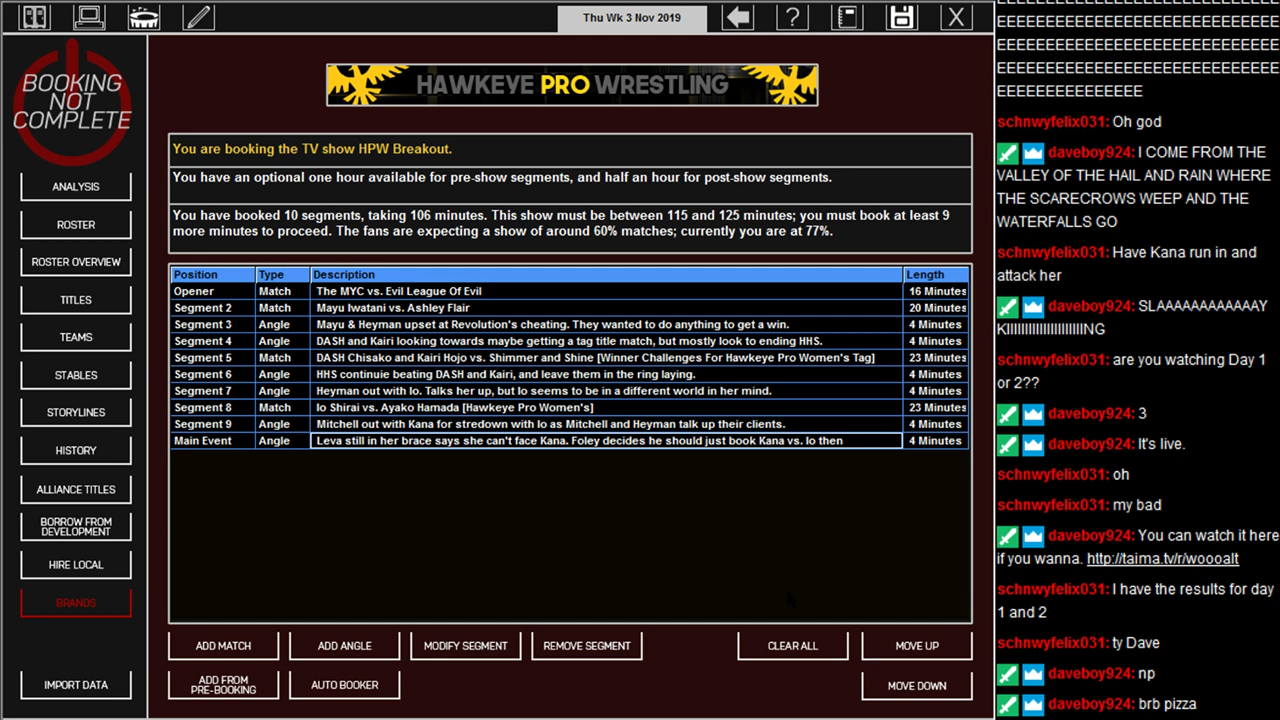 Thu Wk 3 Nov 2019
?
X
BOOKING
NOT
COMPLETE
HAWKEYE PRO WRESTLING
You are booking the TV show HPW Breakout.
You have an optional one hour available for pre-show segments, and half an hour for post-show segments.
You have booked 10 segments, taking 106 minutes. This show must be between 115 and 125 minutes; you must book at least 9
more minutes to proceed. The fans are expecting a show of around 60% matches; currently you are at 77%.
ANALYSIS
ROSTER
ROSTER OVERVIEW
TITLES
TEAMS
STABLES
STORYLINES
HISTORY
ALLIANCE TITLES
BORROW FROM
DEVELOPMENT
HIRE LOCAL
BRANDS
IMPORT DATA
Position Type Description Length
Opener Match The MYC vs. Evil League Of Evil 16 Minutes
Segment 2 Match Mayu Iwatani vs. Ashley Flair 20 Minutes
Segment 3 Angle Mayu & Heyman upset at Revolution's cheating. They wanted to do anything to get a win. 4 Minutes
Segment 4 Angle DASH and Kairi looking towards maybe getting a tag title match, but mostly look to ending HHS. 4 Minutes
Segment 5 Match DASH Chisako and Kairi Hojo vs. Shimmer and Shine [Winner Challenges For Hawkeye Pro Women's Tag] 23 Minutes
Segment 6 Angle HHS continuie beating DASH and Kairi, and leave them in the ring laying. 4 Minutes
Segment 7 Angle Heyman out with Io. Talks her up, but Io seems to be in a different world in her mind. 4 Minutes
Segment 8 Match Io Shirai vs. Ayako Hamada [Hawkeye Pro Women's] 23 Minutes
Segment 9 Angle Mitchell out with Kana for stredown with Io as Mitchell and Heyman talk up their clients. 4 Minutes
Main Event Angle Leva still in her brace says she can't face Kana. Foley decides he should just book Kana vs. Io then 4 Minutes
ADD MATCH
ADD ANGLE
MODIFY SEGMENT
REMOVE SEGMENT
CLEAR ALL
MOVE UP
ADD FROM
PRE-BOOKING
AUTO BOOKER
MOVE DOWN
EEEEEEEEEEEEEEEEEEEEEEEEE
EEEEEEEEEEEEEEEEEEEEEEEEE
EEEEEEEEEEEEEEEEEEEEEEEEE
EEEEEEEEEEEEE
schnwyfelix031: Oh god
daveboy924: I COME FROM THE
VALLEY OF THE HAIL AND RAIN WHERE
THE SCARECROWS WEEP AND THE
WATERFALLS GO
schnwyfelix031: Have Kana run in and
attack her
daveboy924: SLAAAAAAAAAAAAY
KIIIIIIIIIIIIIIIIIIIIIING
schnwyfelix031: are you watching Day 1
or 2??
daveboy924: 3
daveboy924: It's live.
schnwyfelix031: oh
schnwyfelix031: my bad
daveboy924: You can watch it here
if you wanna. http://taima.tv/r/woooalt
schnwyfelix031: I have the results for day
1 and 2
schnwyfelix031: ty Dave
daveboy924: np
daveboy924: brb pizza